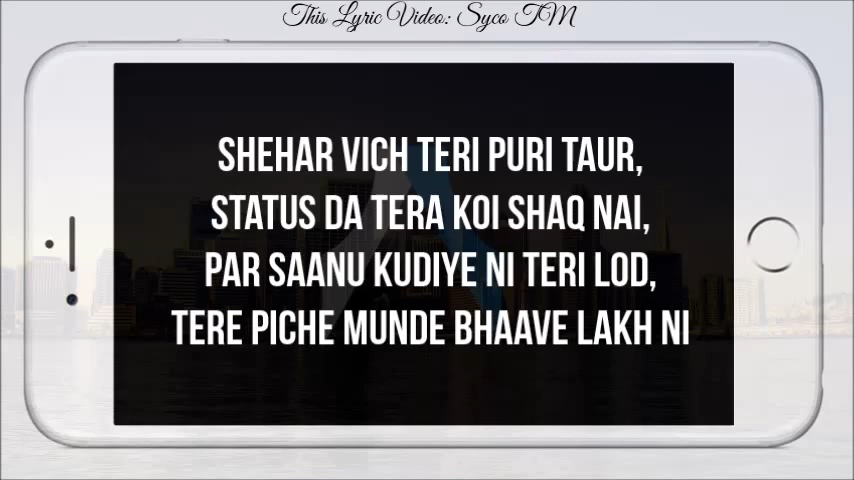 This Lyric Video: Syco TM
SHEHAR VICH TERI PURI TAUR,
STATUS DA TERA KOI SHAQ NAI,
PAR SAANU KUDIYE NI TERI LOD,
TERE PICHE MUNDE BHAAVE LAKH NI